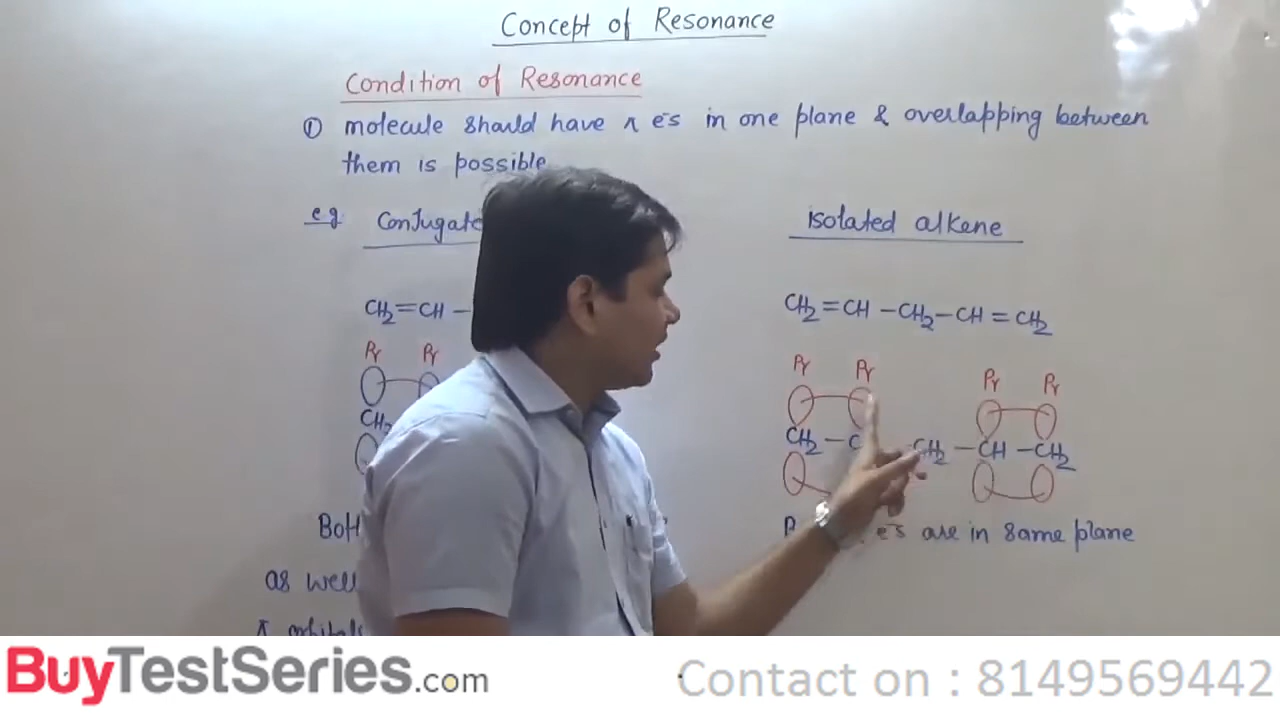 Concept of Resonance
Condition of Resonance
① molecule should have π e⁻s in one plane & overlapping between
them is possible
eg. Conjugate
isolated alkene
CH₂=CH –
CH₂=CH –CH₂–CH=CH₂
Pᵧ Pᵧ
Pᵧ Pᵧ Pᵧ Pᵧ
CH₂
CH₂ – C CH₂ – CH – CH₂
Both
e⁻s are in same plane
as well
π orbitals
BuyTestSeries.com
Contact on : 8149569442